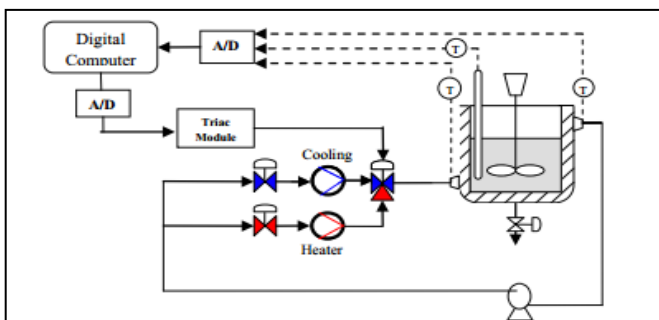 Digital
Computer
A/D
A/D
Triac
Module
Cooling
Heater
T
T
T